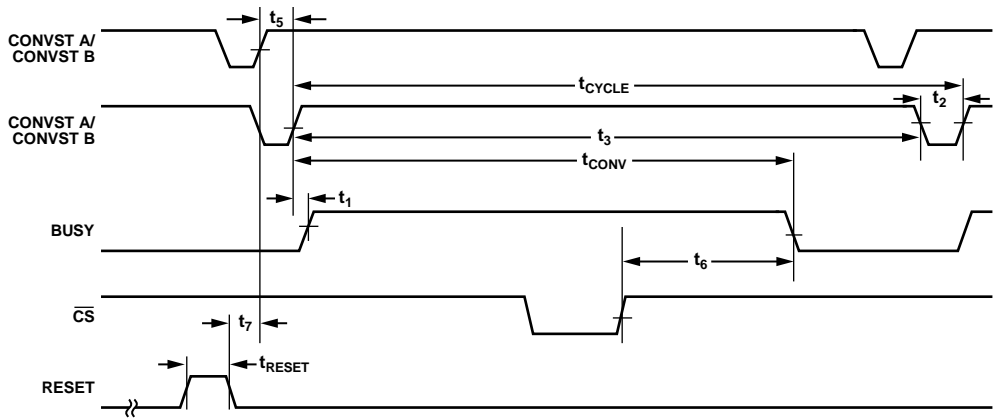 t5
CONVST A/
CONVST B
tCYCLE
t2
CONVST A/
CONVST B
t3
tCONV
t1
BUSY
t6
CS
t7
tRESET
RESET